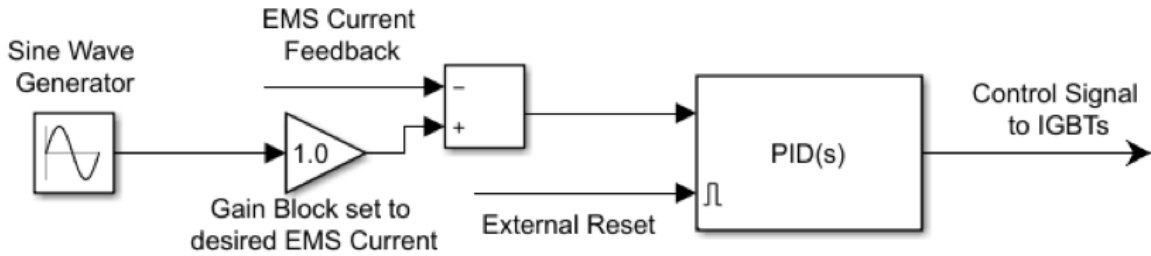 EMS Current
Feedback
Sine Wave
Generator
−
+
1.0
Gain Block set to
desired EMS Current
External Reset
PID(s)
Control Signal
to IGBTs